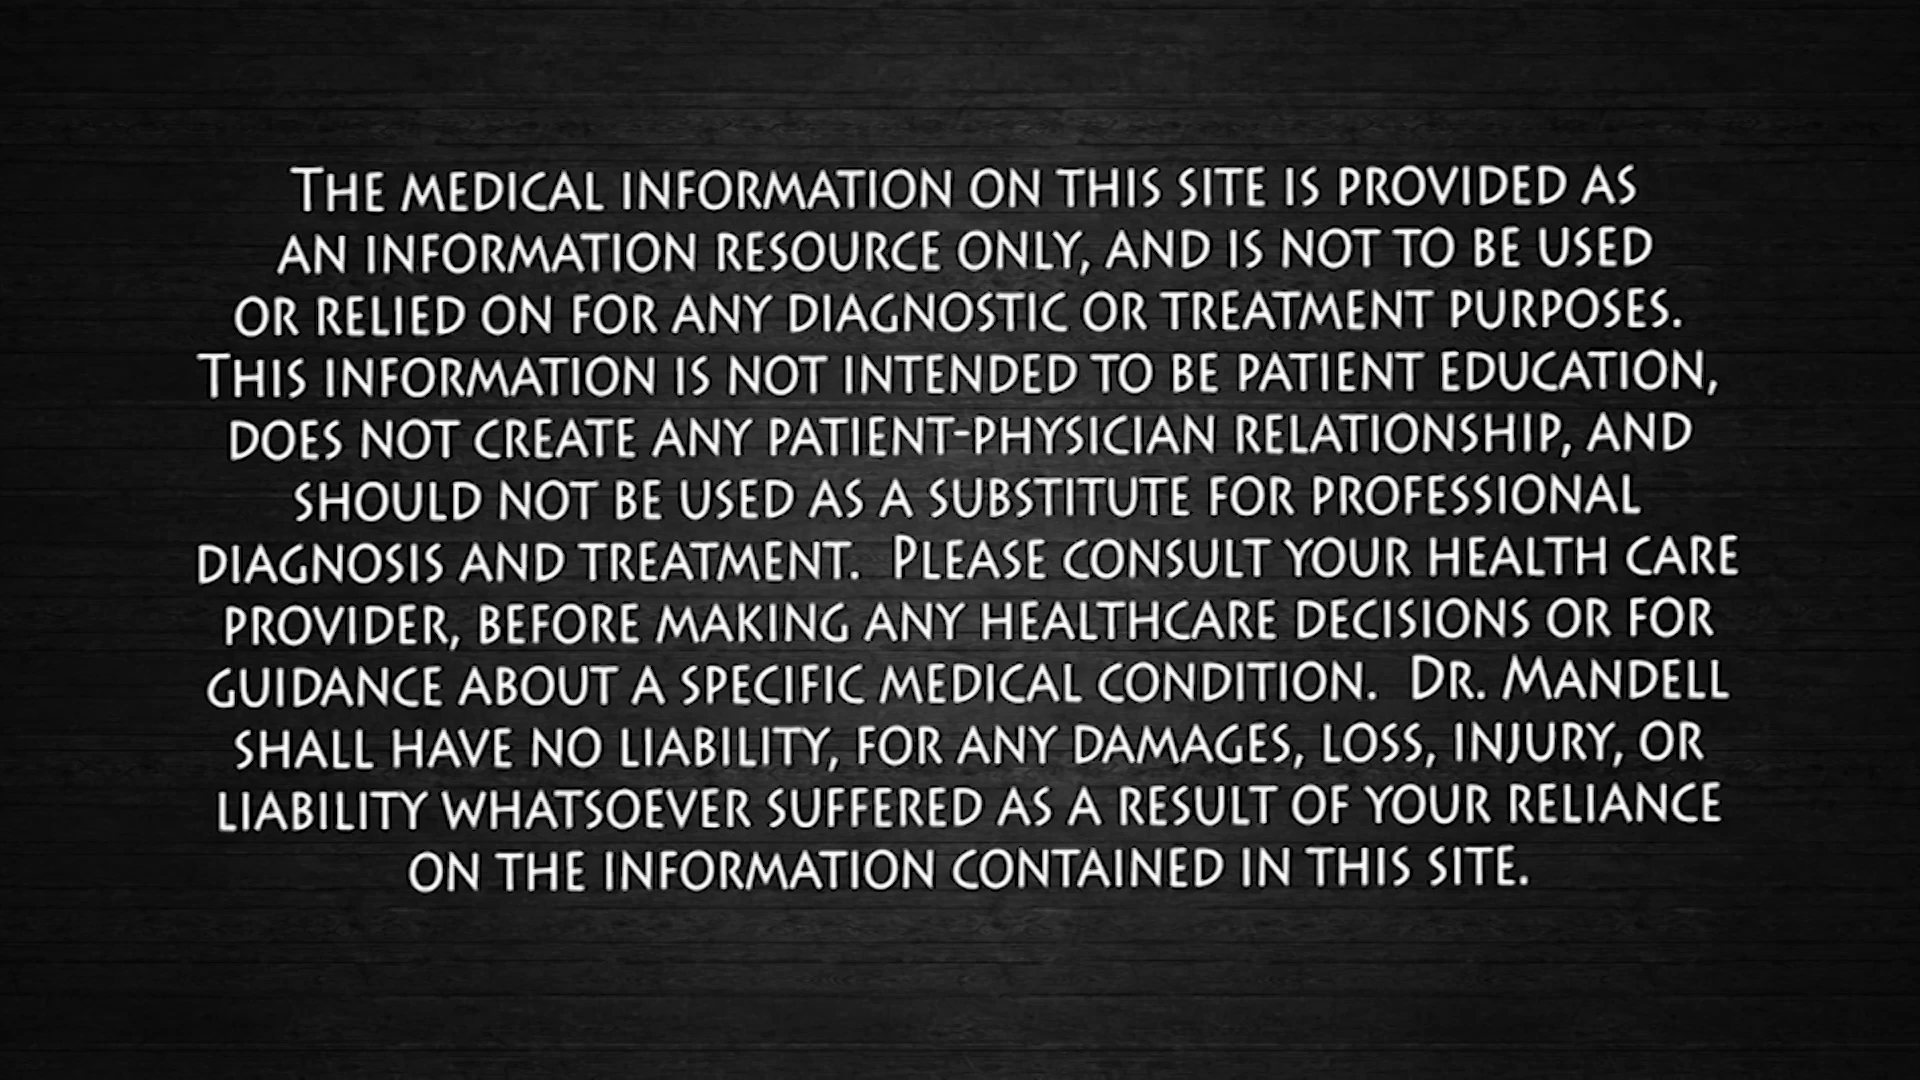 The medical information on this site is provided as
an information resource only, and is not to be used
or relied on for any diagnostic or treatment purposes.
This information is not intended to be patient education,
does not create any patient-physician relationship, and
should not be used as a substitute for professional
diagnosis and treatment.  Please consult your health care
provider, before making any healthcare decisions or for
guidance about a specific medical condition.  Dr. Mandell
shall have no liability, for any damages, loss, injury, or
liability whatsoever suffered as a result of your reliance
on the information contained in this site.